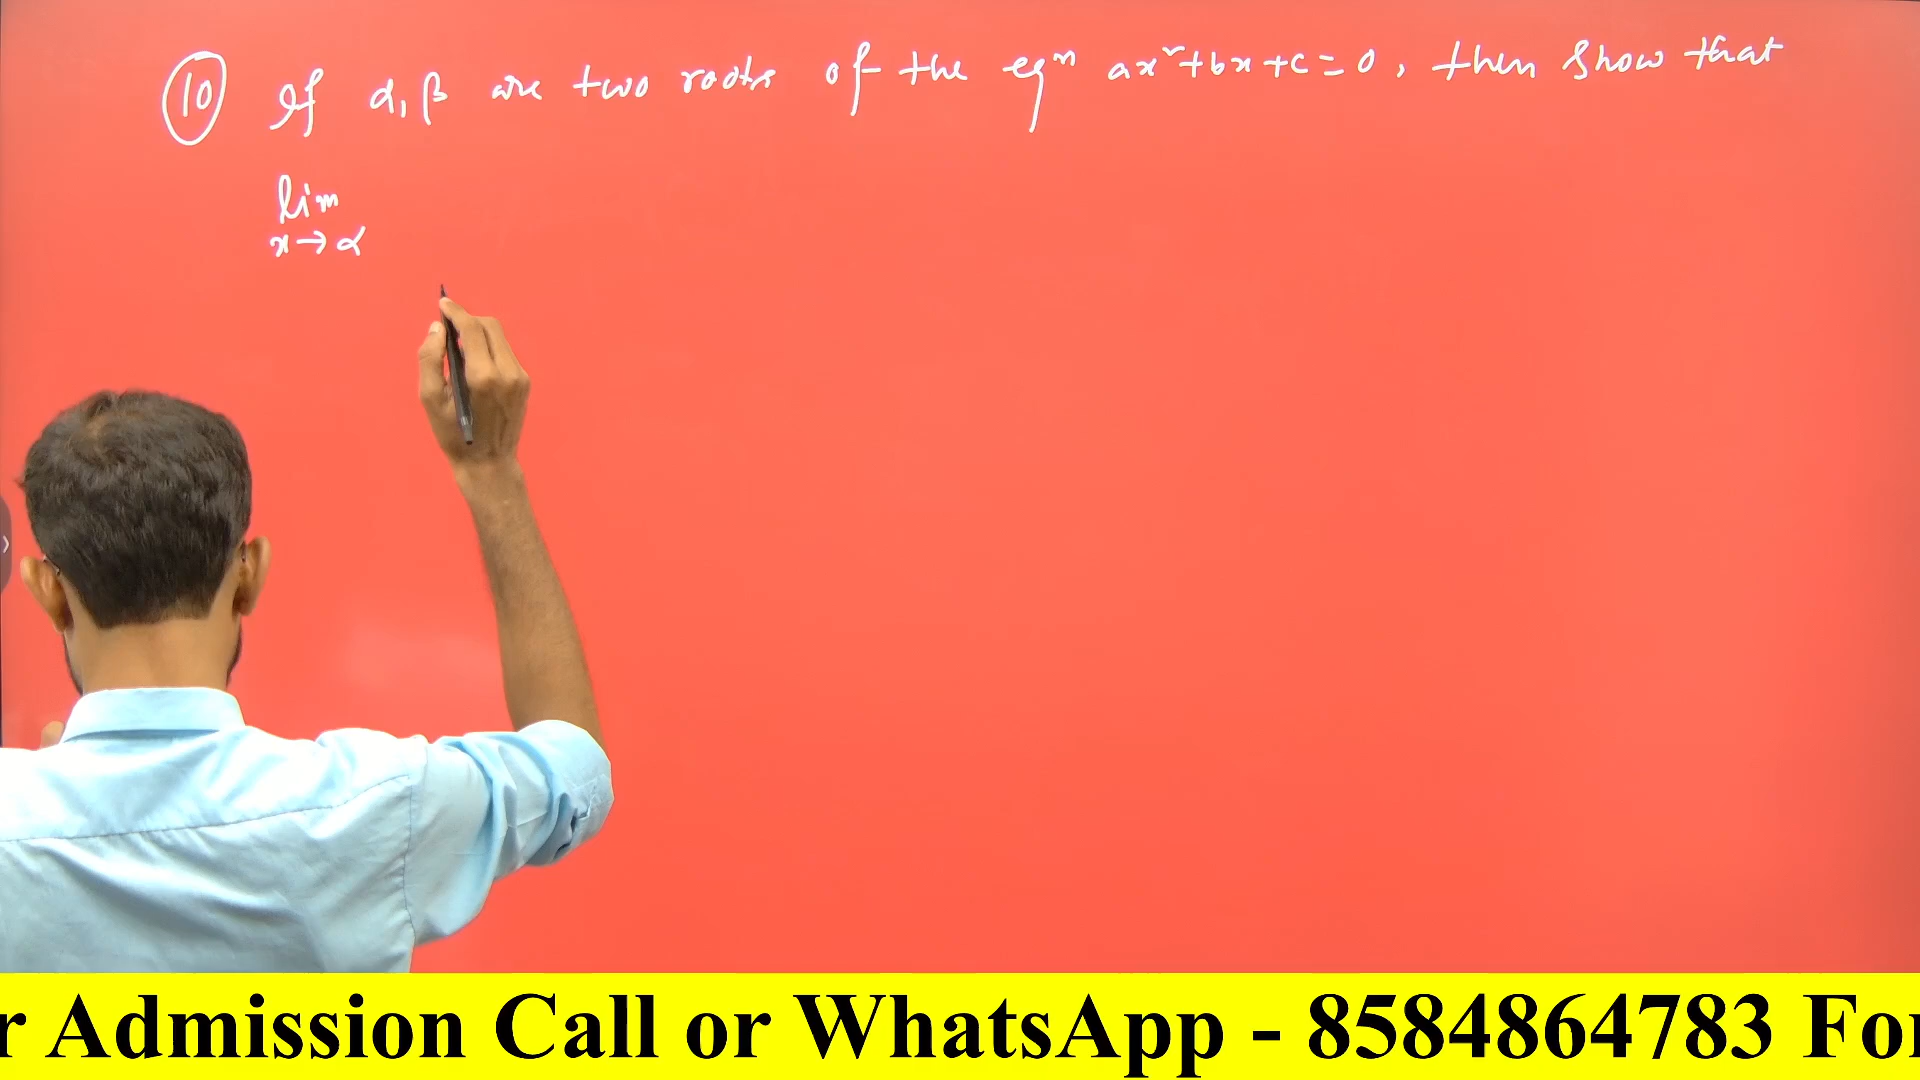 10 If α, β are two roots of the eqⁿ ax²+bx+c=0, then show that
lim
x→α
r Admission Call or WhatsApp - 8584864783 For